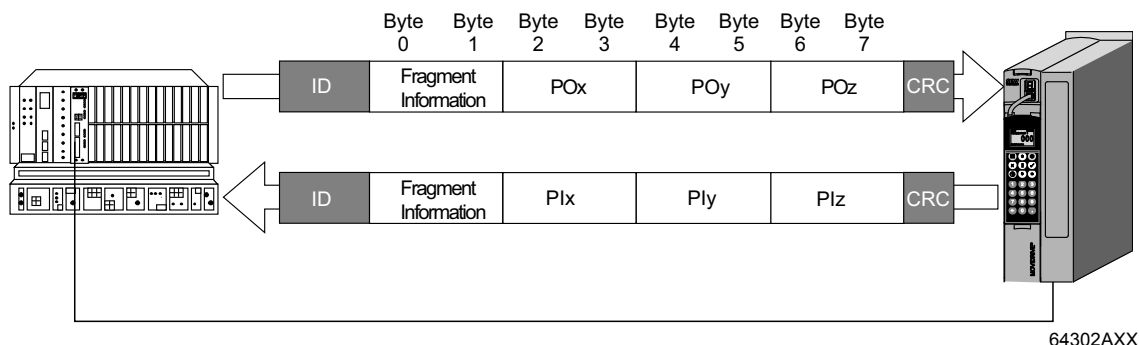 Byte Byte Byte Byte Byte Byte Byte Byte
0 1 2 3 4 5 6 7
ID Fragment Information POx POy POz CRC
ID Fragment Information PIx PIy PIz CRC
64302AXX